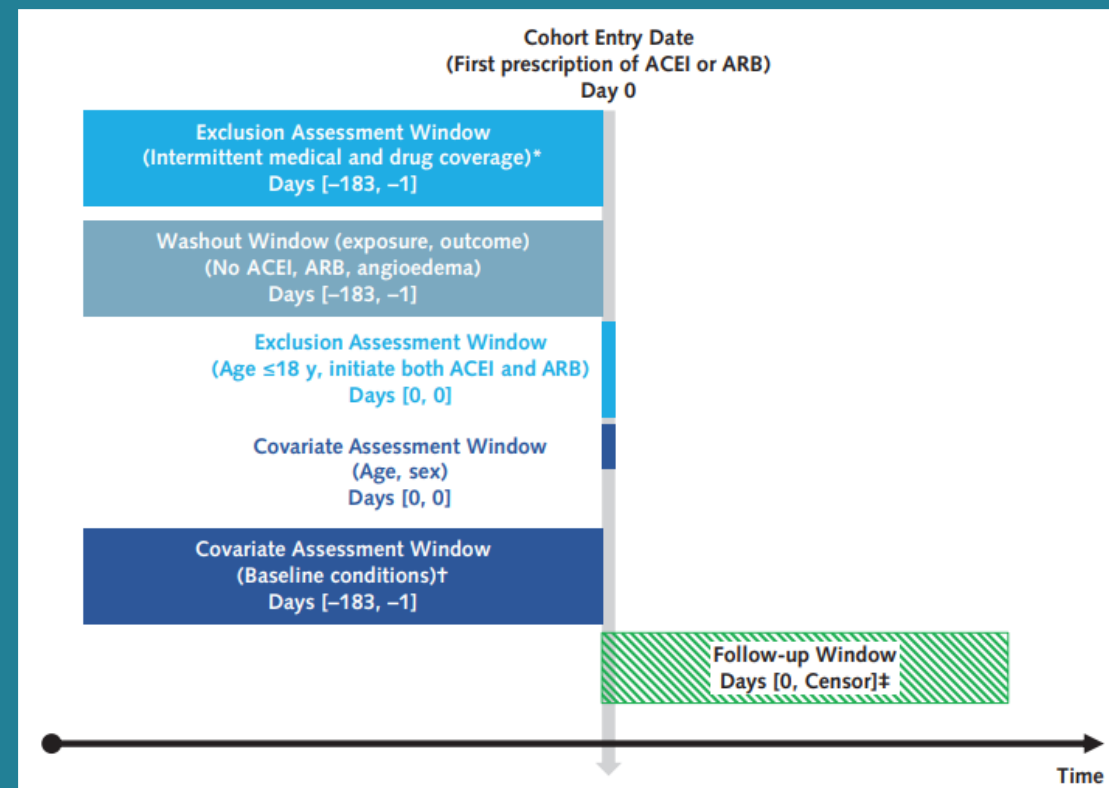 Cohort Entry Date
(First prescription of ACEI or ARB)
Day 0
Exclusion Assessment Window
(Intermittent medical and drug coverage)*
Days [–183, –1]
Washout Window (exposure, outcome)
(No ACEI, ARB, angioedema)
Days [–183, –1]
Exclusion Assessment Window
(Age ≤18 y, initiate both ACEI and ARB)
Days [0, 0]
Covariate Assessment Window
(Age, sex)
Days [0, 0]
Covariate Assessment Window
(Baseline conditions)†
Days [–183, –1]
Follow-up Window
Days [0, Censor]‡
Time